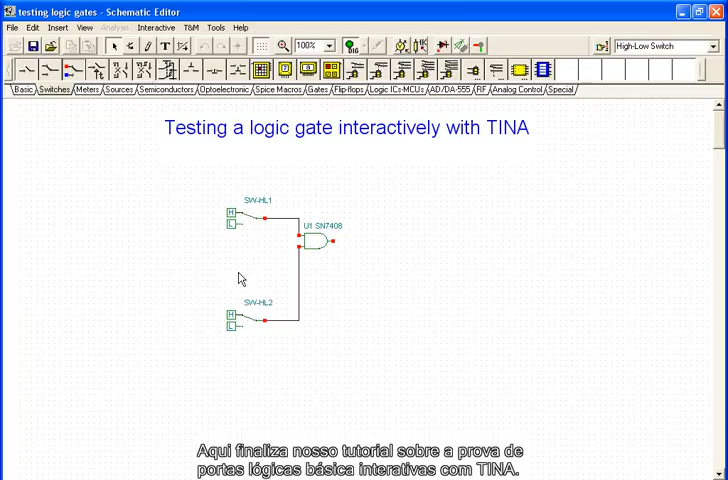 testing logic gates - Schematic Editor
File Edit Insert View Analysis Interactive T&M Tools Help
100% DIG High-Low Switch
Basic Switches Meters Sources Semiconductors Optoelectronic Spice Macros Gates Flip-flops Logic ICs-MCUs AD/DA-555 RF Analog Control Special
Testing a logic gate interactively with TINA
SW-HL1
H
L
U1 SN7408
SW-HL2
H
L
Aqui finaliza nosso tutorial sobre a prova de
portas lógicas básica interativas com TINA.